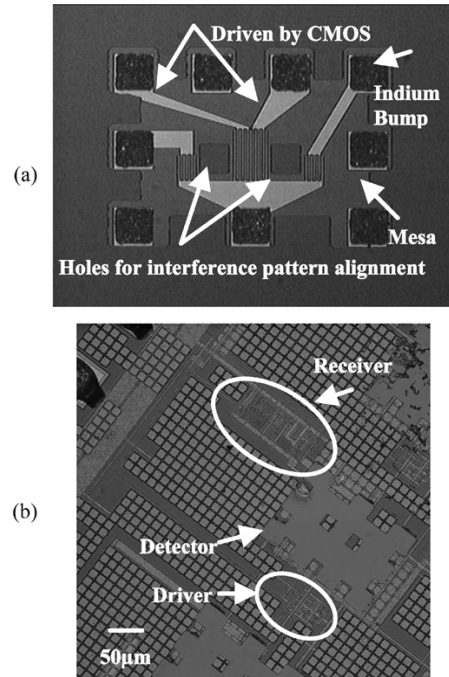 Driven by CMOS
Indium
Bump
(a)
Mesa
Holes for interference pattern alignment
Receiver
(b)
Detector
Driver
50μm